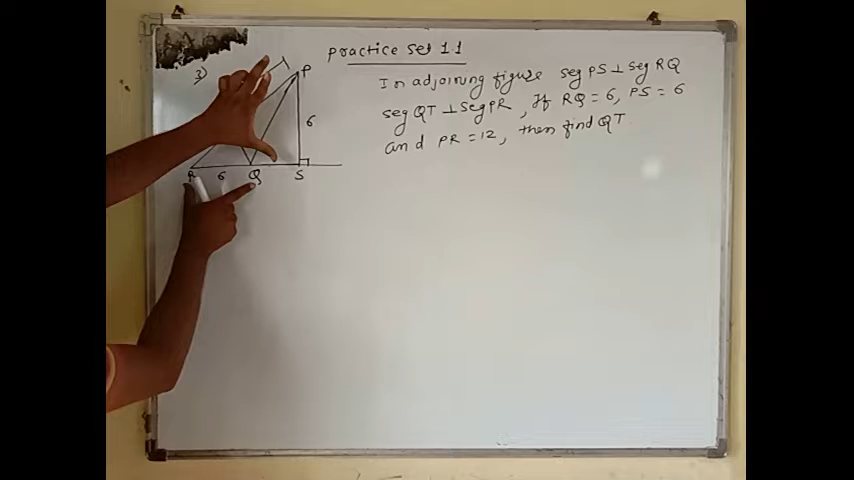 Practice Set 1.1
3)
In adjoining figure seg PS ⊥ seg RQ
seg QT ⊥ seg PR, If RQ = 6, PS = 6
and PR = 12, then find QT.
P
6
R 6 Q S